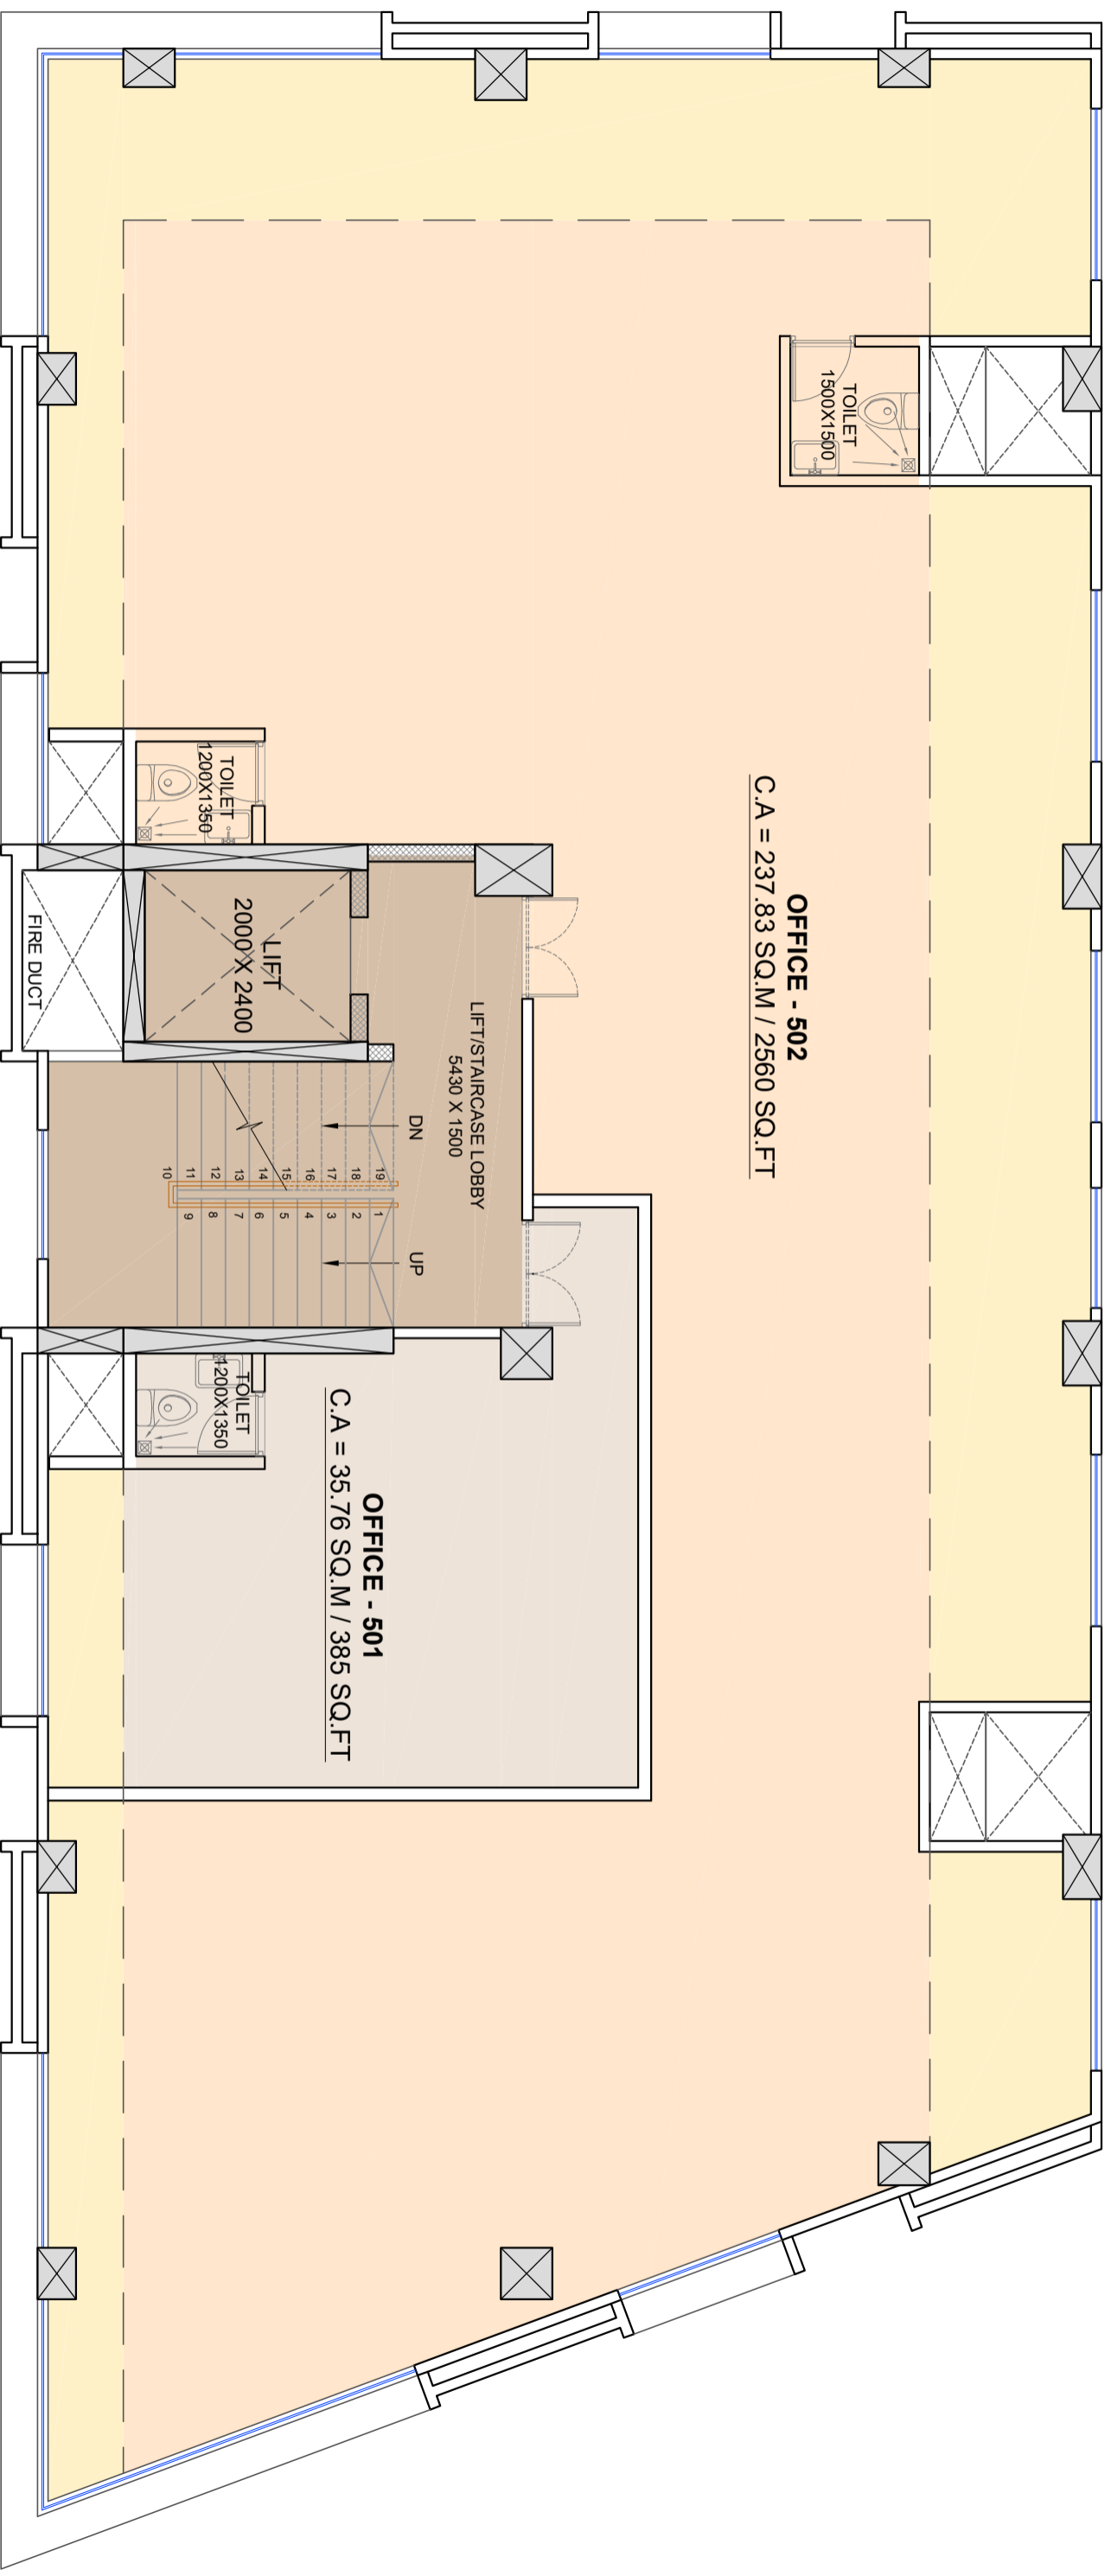 OFFICE - 502
C.A = 237.83 SQ.M / 2560 SQ.FT
TOILET
1500X1500
TOILET
1200X1350
LIFT
2000 X 2400
FIRE DUCT
LIFT/STAIRCASE LOBBY
5430 X 1500
DN
UP
19
18
17
16
15
14
13
12
11
10
1
2
3
4
5
6
7
8
9
TOILET
1200X1350
OFFICE - 501
C.A = 35.76 SQ.M / 385 SQ.FT